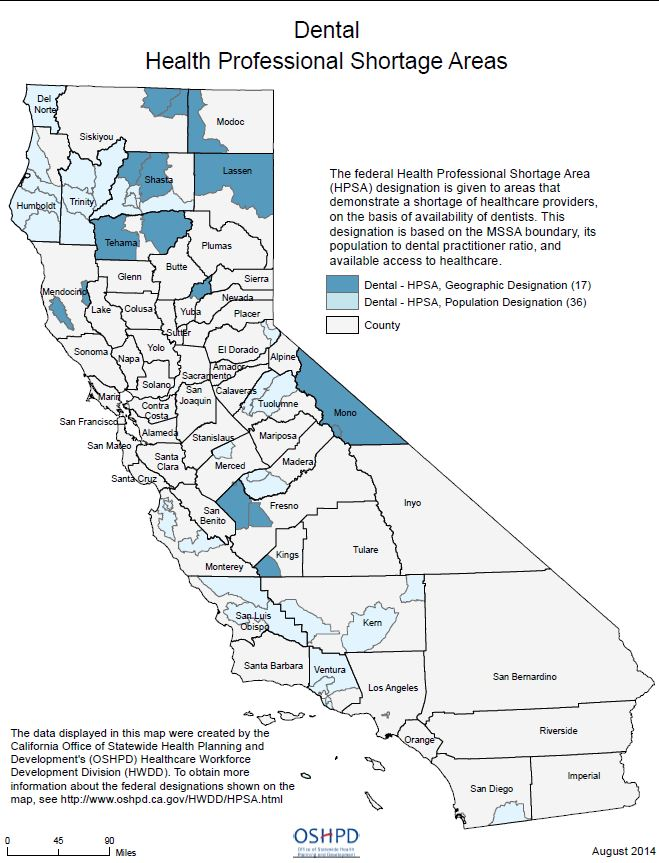 Dental
Health Professional Shortage Areas
Del
Norte
Siskiyou
Modoc
Shasta
Lassen
Humboldt
Trinity
Tehama
Plumas
Butte
Glenn
Sierra
Mendocino
Nevada
Lake
Colusa
Yuba
Placer
Sutter
Sonoma
Yolo
El Dorado
Alpine
Napa
Amador
Sacramento
Solano
Calaveras
San
Joaquin
Marin
Tuolumne
Mono
Contra
Costa
San Francisco
Alameda
Stanislaus
Mariposa
San Mateo
Santa
Clara
Merced
Madera
Santa Cruz
Inyo
San
Benito
Fresno
Kings
Tulare
Monterey
San Luis
Obispo
Kern
Santa Barbara
Ventura
San Bernardino
Los Angeles
Orange
Riverside
San Diego
Imperial
The federal Health Professional Shortage Area
(HPSA) designation is given to areas that
demonstrate a shortage of healthcare providers,
on the basis of availability of dentists. This
designation is based on the MSSA boundary, its
population to dental practitioner ratio, and
available access to healthcare.
Dental - HPSA, Geographic Designation (17)
Dental - HPSA, Population Designation (36)
County
The data displayed in this map were created by the
California Office of Statewide Health Planning and
Development's (OSHPD) Healthcare Workforce
Development Division (HWDD). To obtain more
information about the federal designations shown on the
map, see http://www.oshpd.ca.gov/HWDD/HPSA.html
0 45 90
Miles
OSHPD
Office of Statewide Health
Planning and Development
August 2014